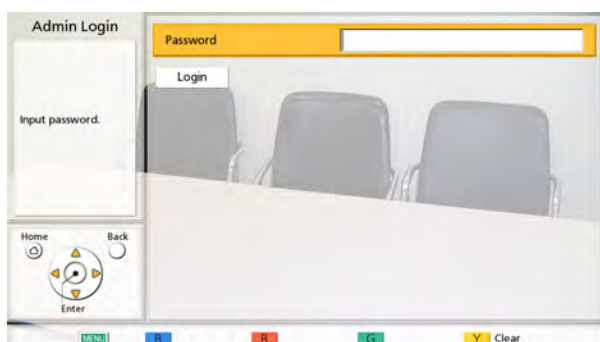 Admin Login
Password
Login
Input password.
Home
Back
Enter
MENU
B
R
G
Y Clear